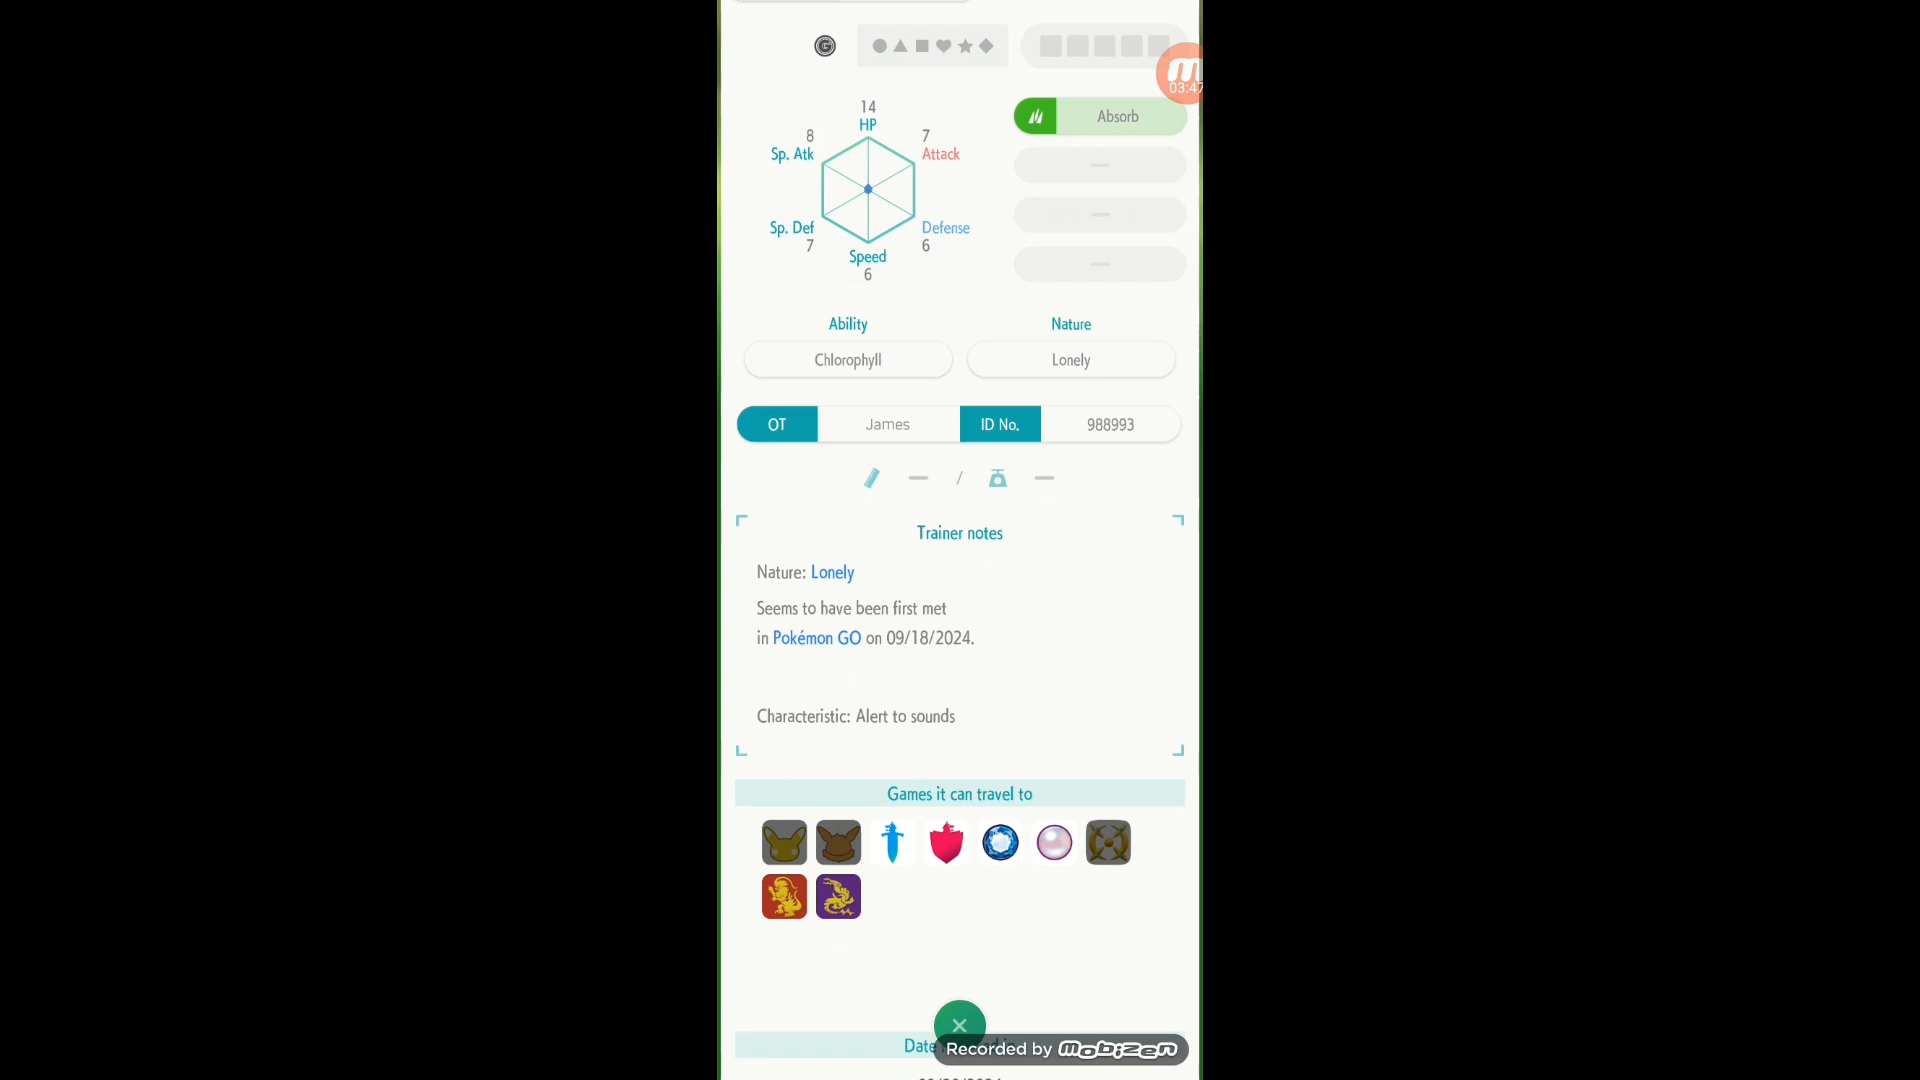 03:47
14
HP
8
Sp. Atk
7
Attack
Sp. Def
7
Defense
6
Speed
6
Absorb
Ability
Nature
Chlorophyll
Lonely
OT
James
ID No.
988993
/
Trainer notes
Nature: Lonely
Seems to have been first met
in Pokémon GO on 09/18/2024.
Characteristic: Alert to sounds
Games it can travel to
Date
Recorded by mobizen